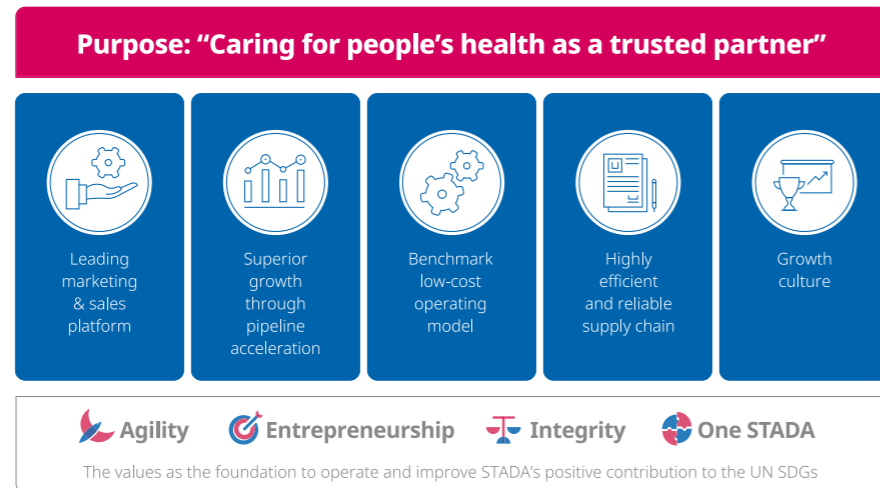 Purpose: “Caring for people’s health as a trusted partner”
Leading
marketing
& sales
platform
Superior
growth
through
pipeline
acceleration
Benchmark
low-cost
operating
model
Highly
efficient
and reliable
supply chain
Growth
culture
Agility
Entrepreneurship
Integrity
One STADA
The values as the foundation to operate and improve STADA’s positive contribution to the UN SDGs